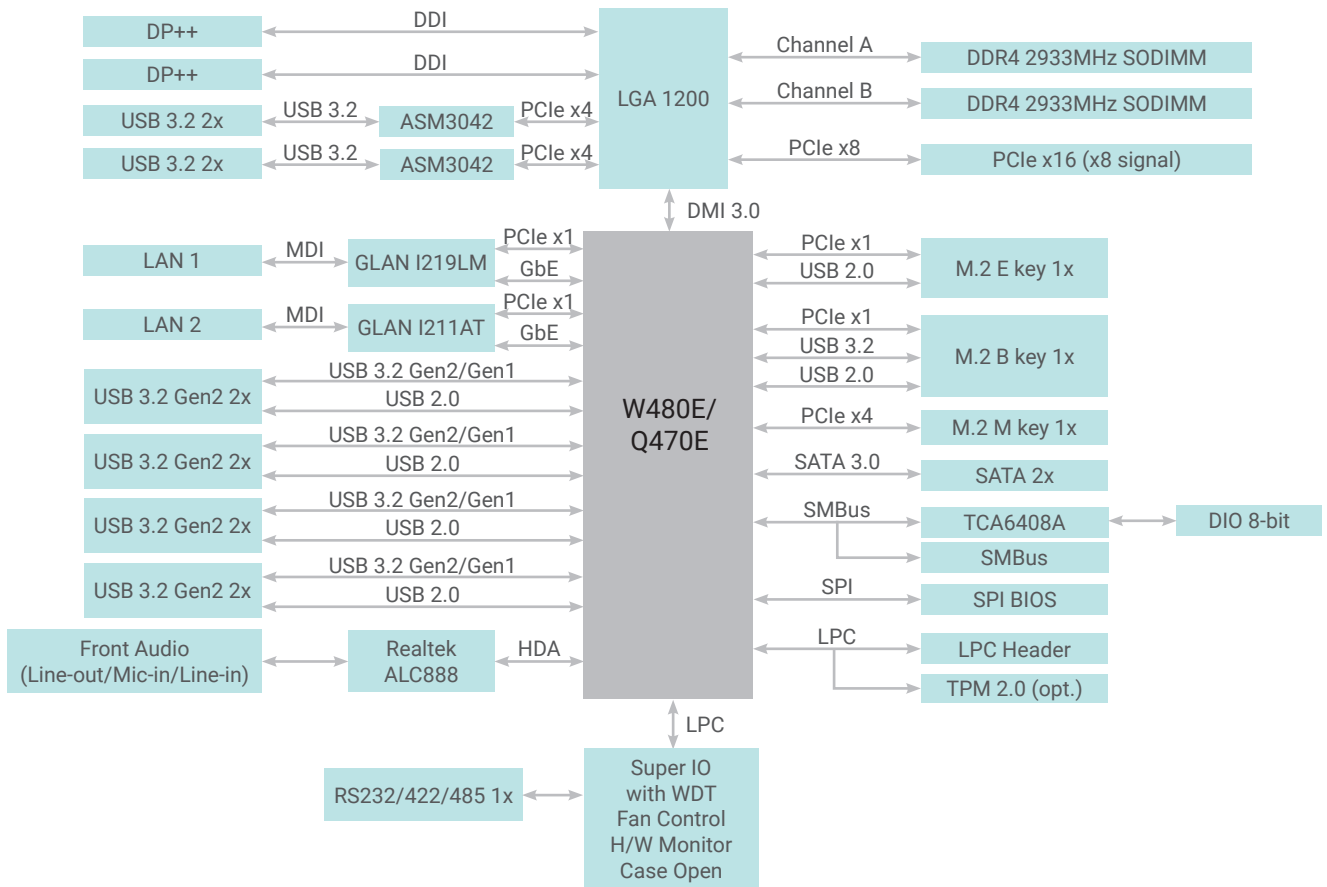 DP++
DDI
DP++
DDI
USB 3.2 2x
USB 3.2
ASM3042
PCIe x4
USB 3.2 2x
USB 3.2
ASM3042
PCIe x4
LGA 1200
Channel A
DDR4 2933MHz SODIMM
Channel B
DDR4 2933MHz SODIMM
PCIe x8
PCIe x16 (x8 signal)
DMI 3.0
LAN 1
MDI
GLAN I219LM
PCIe x1
GbE
LAN 2
MDI
GLAN I211AT
PCIe x1
GbE
USB 3.2 Gen2 2x
USB 3.2 Gen2/Gen1
USB 2.0
USB 3.2 Gen2 2x
USB 3.2 Gen2/Gen1
USB 2.0
USB 3.2 Gen2 2x
USB 3.2 Gen2/Gen1
USB 2.0
USB 3.2 Gen2 2x
USB 3.2 Gen2/Gen1
USB 2.0
Front Audio
(Line-out/Mic-in/Line-in)
Realtek
ALC888
HDA
W480E/
Q470E
PCIe x1
USB 2.0
M.2 E key 1x
PCIe x1
USB 3.2
USB 2.0
M.2 B key 1x
PCIe x4
M.2 M key 1x
SATA 3.0
SATA 2x
SMBus
TCA6408A
DIO 8-bit
SMBus
SPI
SPI BIOS
LPC
LPC Header
TPM 2.0 (opt.)
LPC
RS232/422/485 1x
Super IO
with WDT
Fan Control
H/W Monitor
Case Open